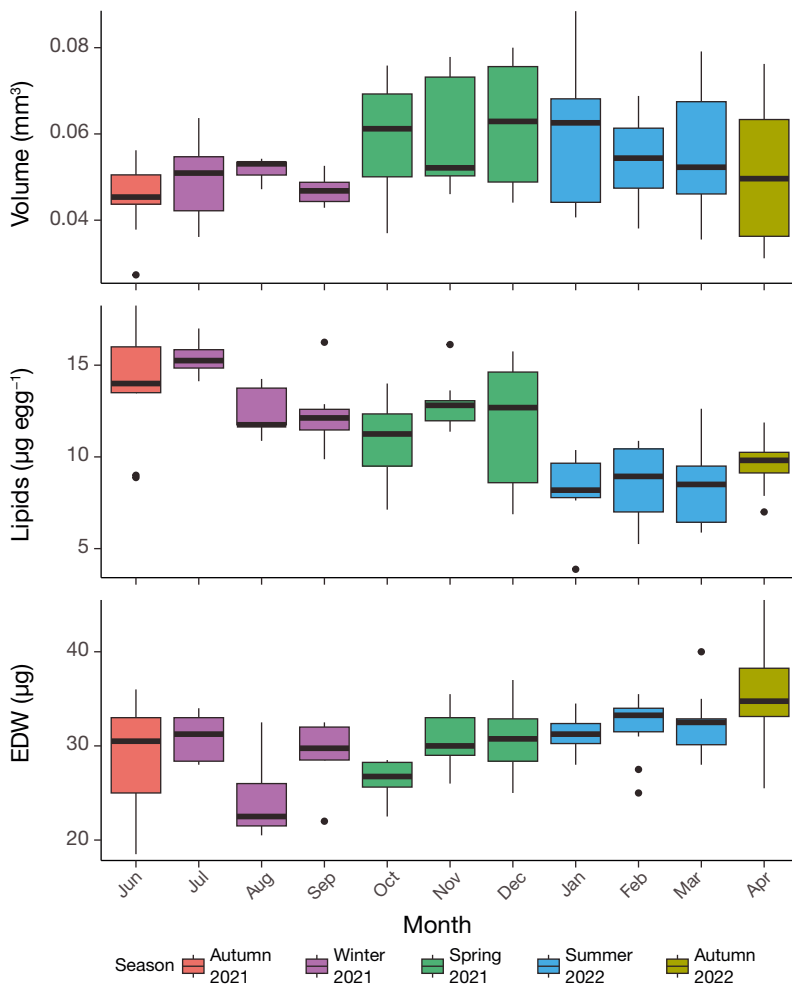 Volume (mm³)
0.08
0.06
0.04
Lipids (µg egg⁻¹)
15
10
5
EDW (µg)
40
30
20
Jun Jul Aug Sep Oct Nov Dec Jan Feb Mar Apr
Month
Season Autumn 2021 Winter 2021 Spring 2021 Summer 2022 Autumn 2022